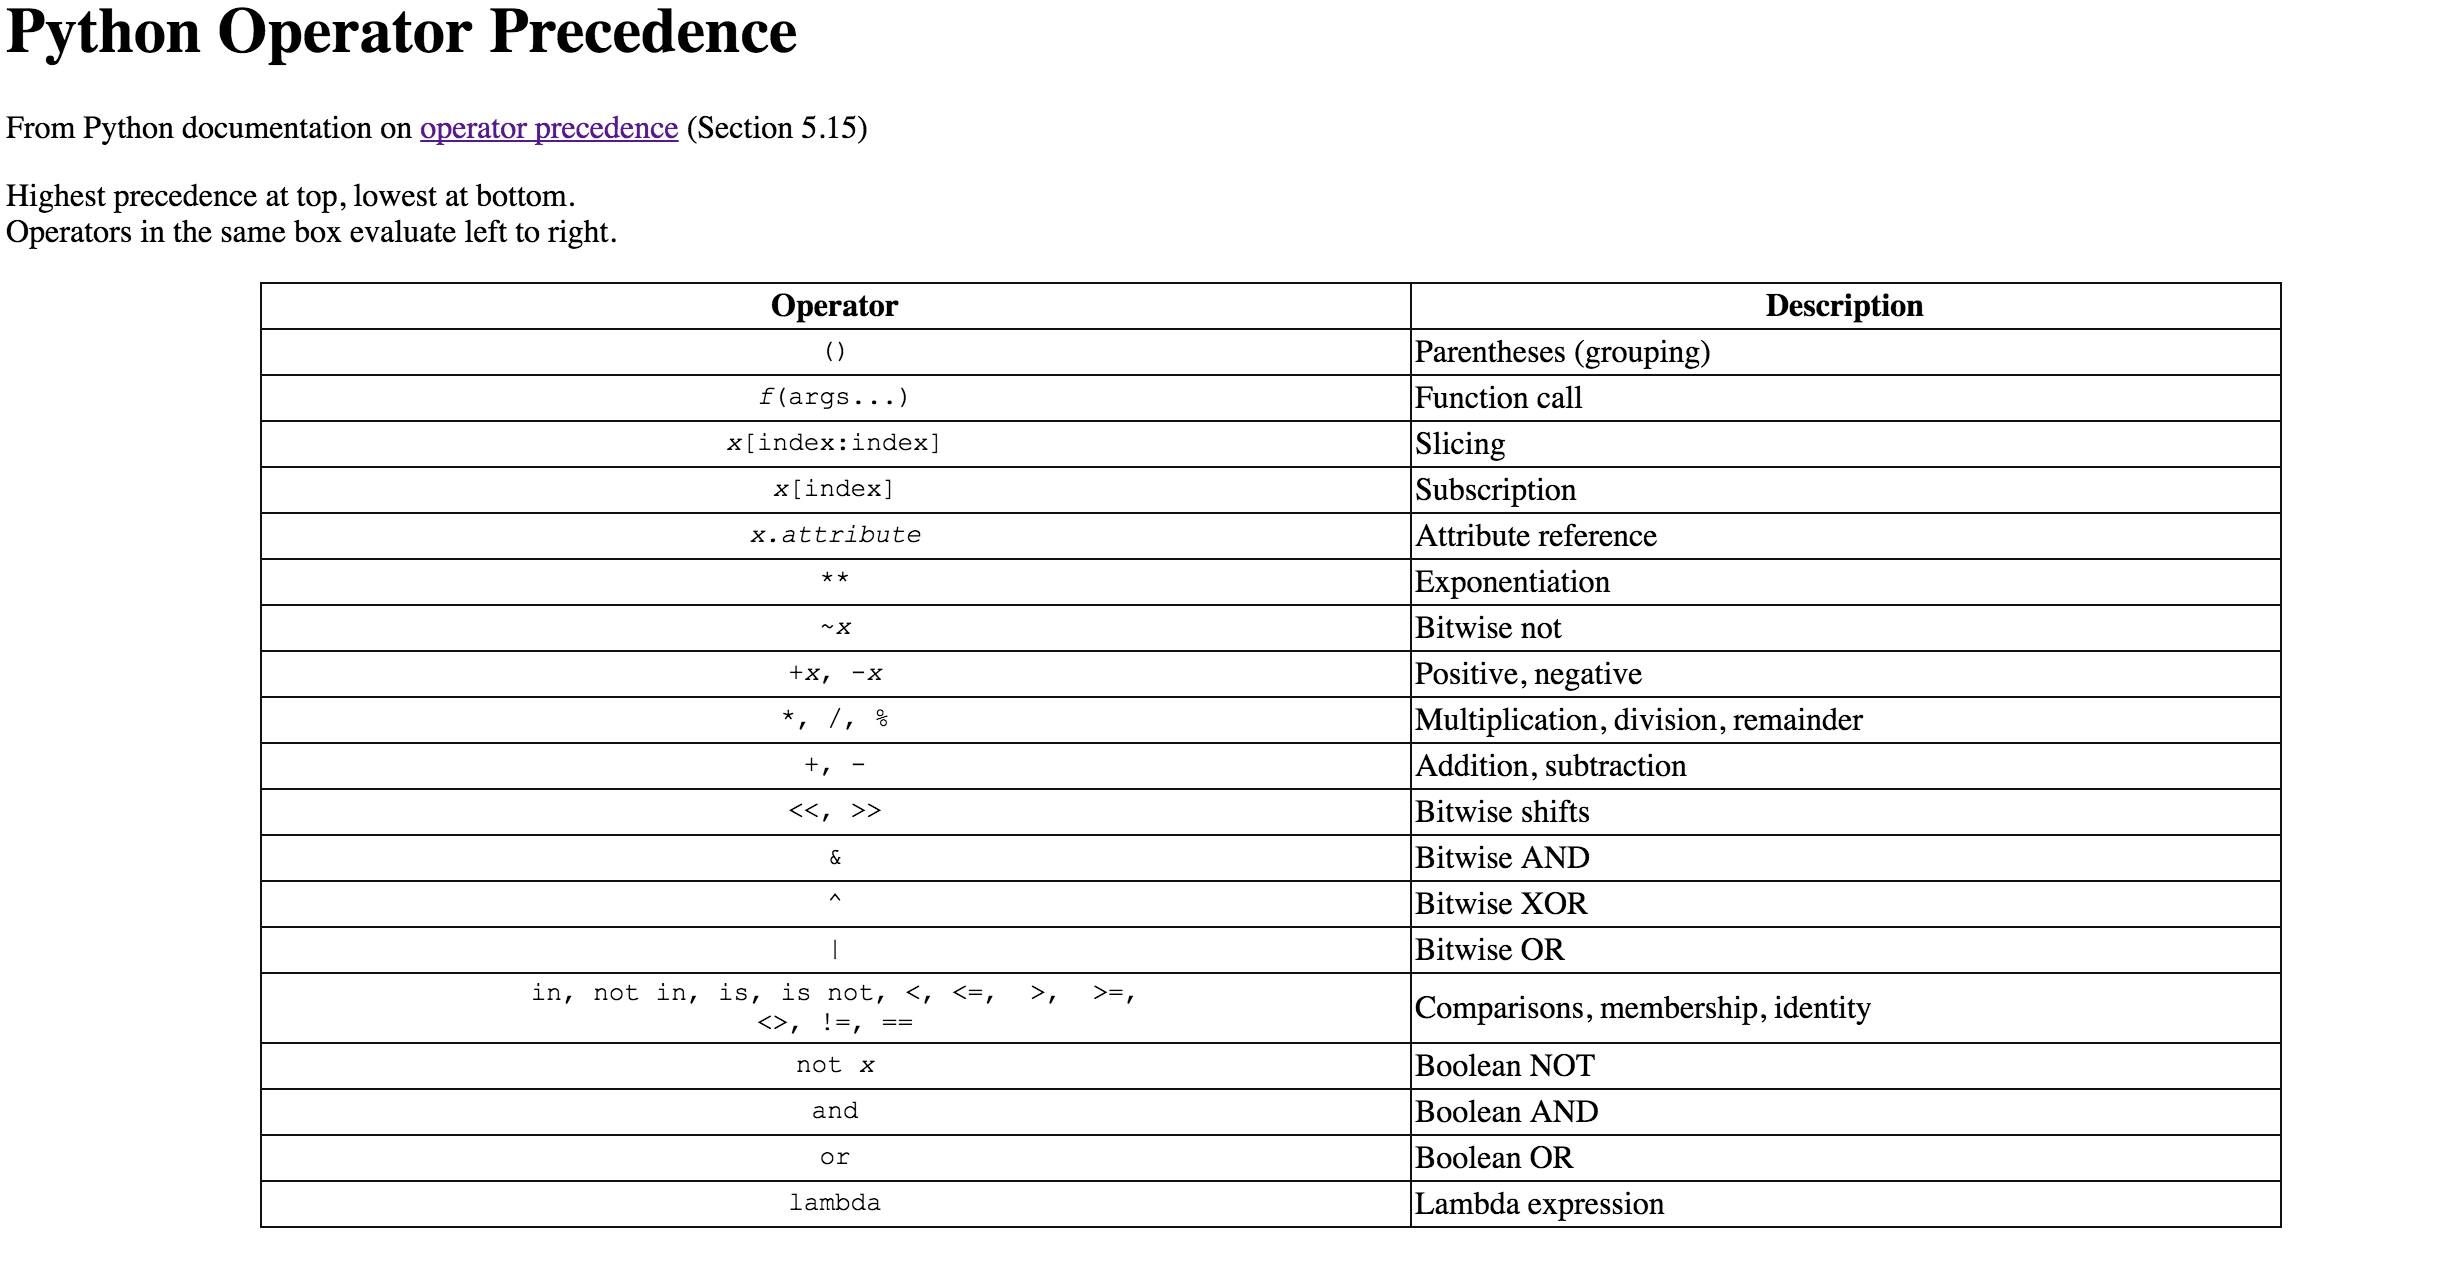 Python Operator Precedence
From Python documentation on operator precedence (Section 5.15)
Highest precedence at top, lowest at bottom.
Operators in the same box evaluate left to right.
Operator Description
() Parentheses (grouping)
f(args...) Function call
x[index:index] Slicing
x[index] Subscription
x.attribute Attribute reference
** Exponentiation
~x Bitwise not
+x, -x Positive, negative
*, /, % Multiplication, division, remainder
+, - Addition, subtraction
<<, >> Bitwise shifts
& Bitwise AND
^ Bitwise XOR
| Bitwise OR
in, not in, is, is not, <, <=, >, >=,
<>, !=, == Comparisons, membership, identity
not x Boolean NOT
and Boolean AND
or Boolean OR
lambda Lambda expression